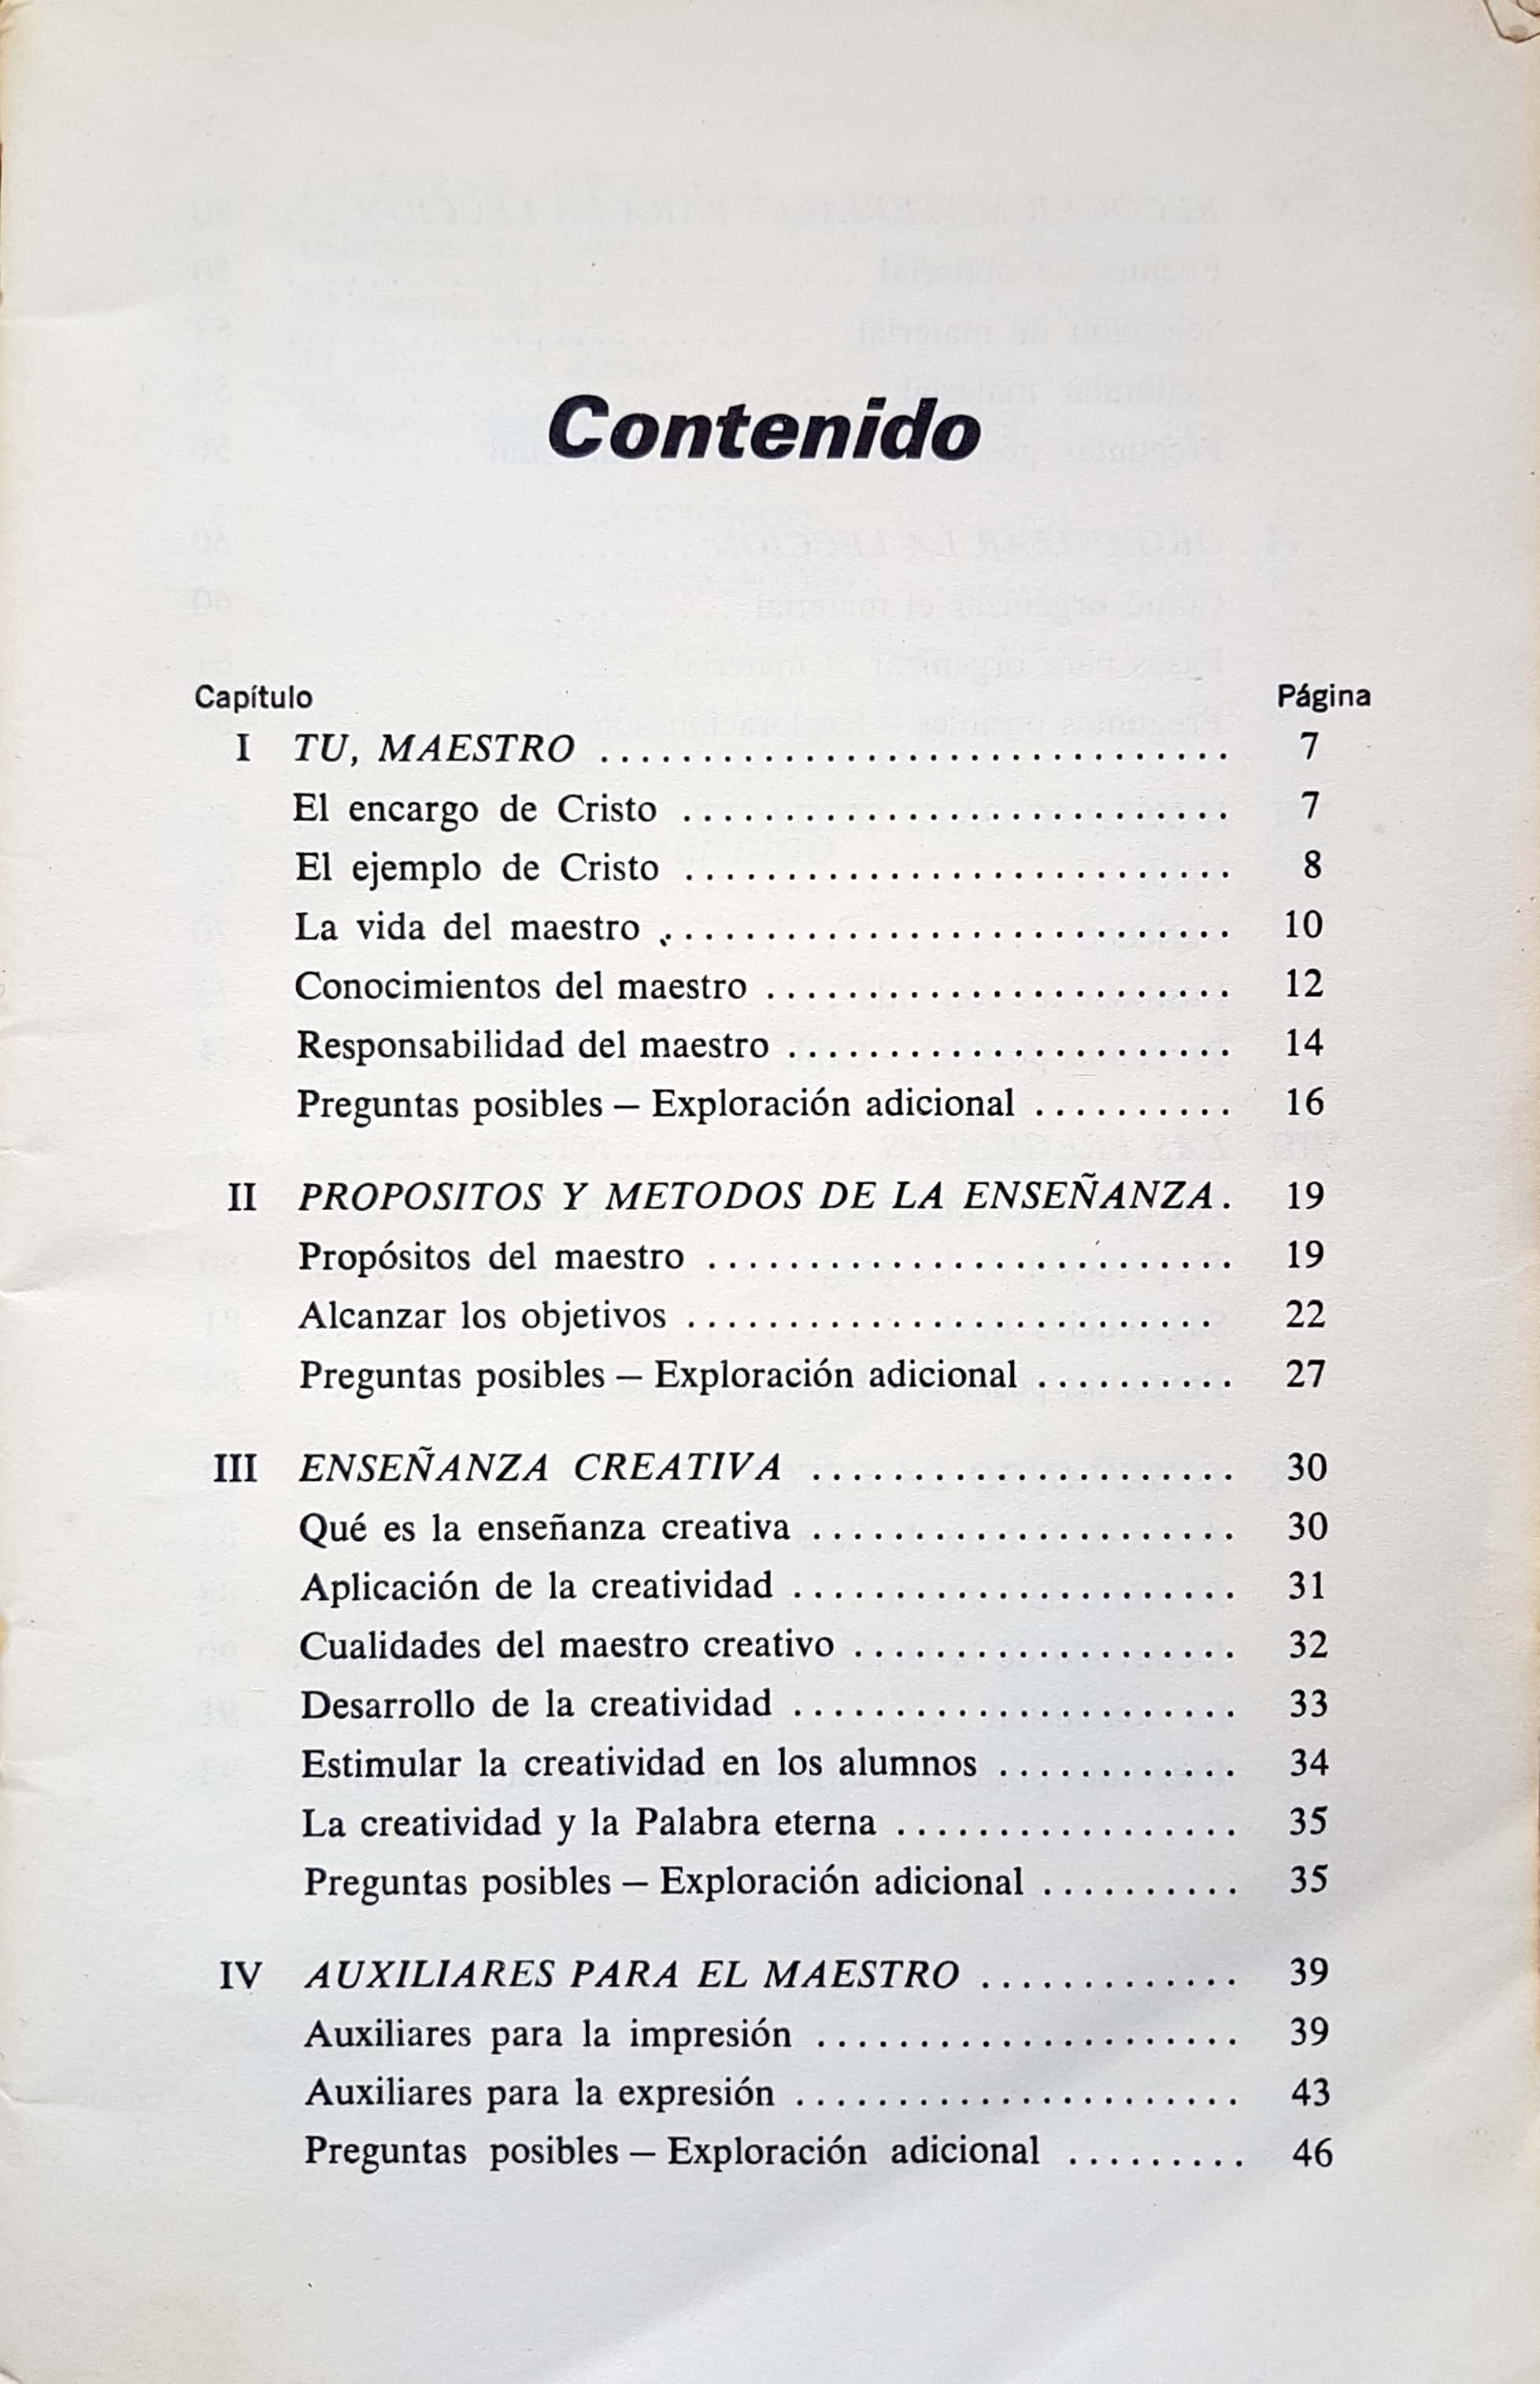 Contenido
Capítulo Página
I TU, MAESTRO ............................... 7
El encargo de Cristo ........................... 7
El ejemplo de Cristo ........................... 8
La vida del maestro ............................ 10
Conocimientos del maestro ....................... 12
Responsabilidad del maestro ...................... 14
Preguntas posibles — Exploración adicional .......... 16
II PROPOSITOS Y METODOS DE LA ENSEÑANZA. 19
Propósitos del maestro .......................... 19
Alcanzar los objetivos .......................... 22
Preguntas posibles — Exploración adicional .......... 27
III ENSEÑANZA CREATIVA ..................... 30
Qué es la enseñanza creativa ..................... 30
Aplicación de la creatividad ...................... 31
Cualidades del maestro creativo ................... 32
Desarrollo de la creatividad ...................... 33
Estimular la creatividad en los alumnos ............ 34
La creatividad y la Palabra eterna ................. 35
Preguntas posibles — Exploración adicional .......... 35
IV AUXILIARES PARA EL MAESTRO ............. 39
Auxiliares para la impresión ..................... 39
Auxiliares para la expresión ...................... 43
Preguntas posibles — Exploración adicional ......... 46